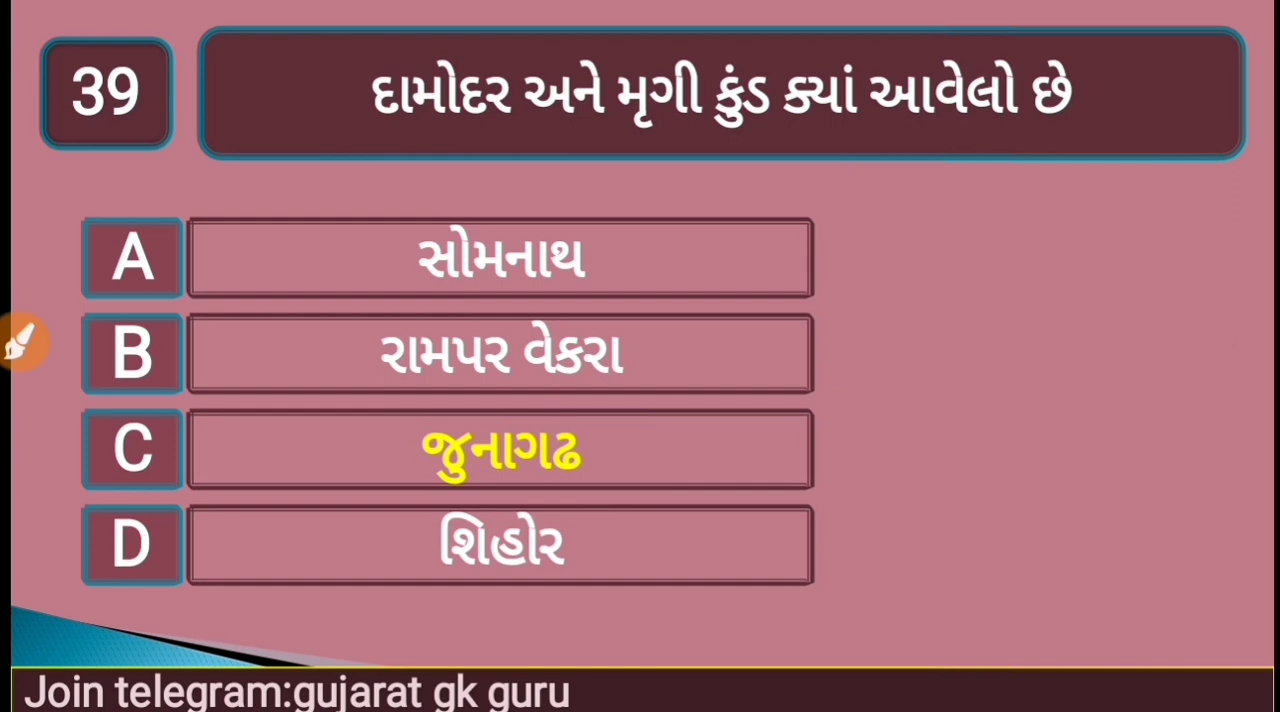 39
દામોદર અને મૃગી કુંડ ક્યાં આવેલો છે
A
સોમનાથ
B
રામપર વેકરા
C
જુનાગઢ
D
શિહોર
Join telegram:gujarat gk guru